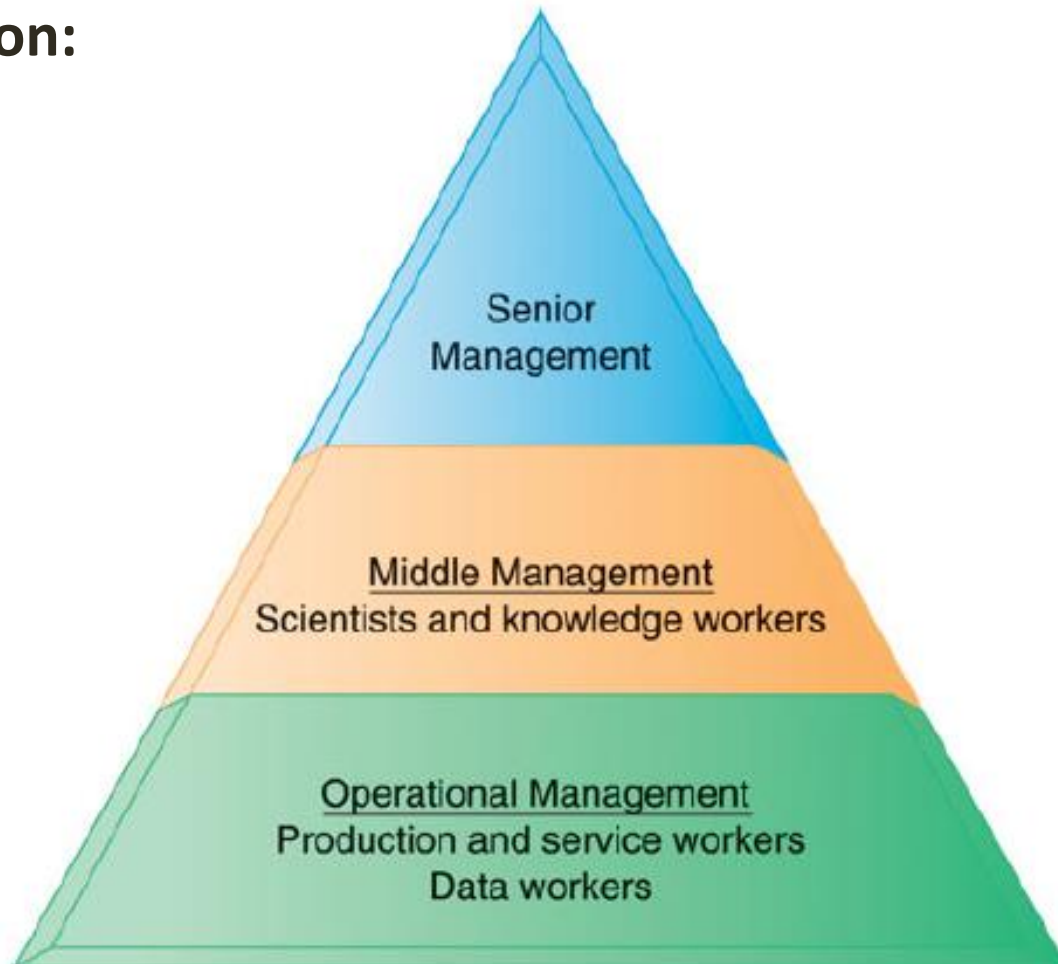 on:
Senior
Management
Middle Management
Scientists and knowledge workers
Operational Management
Production and service workers
Data workers